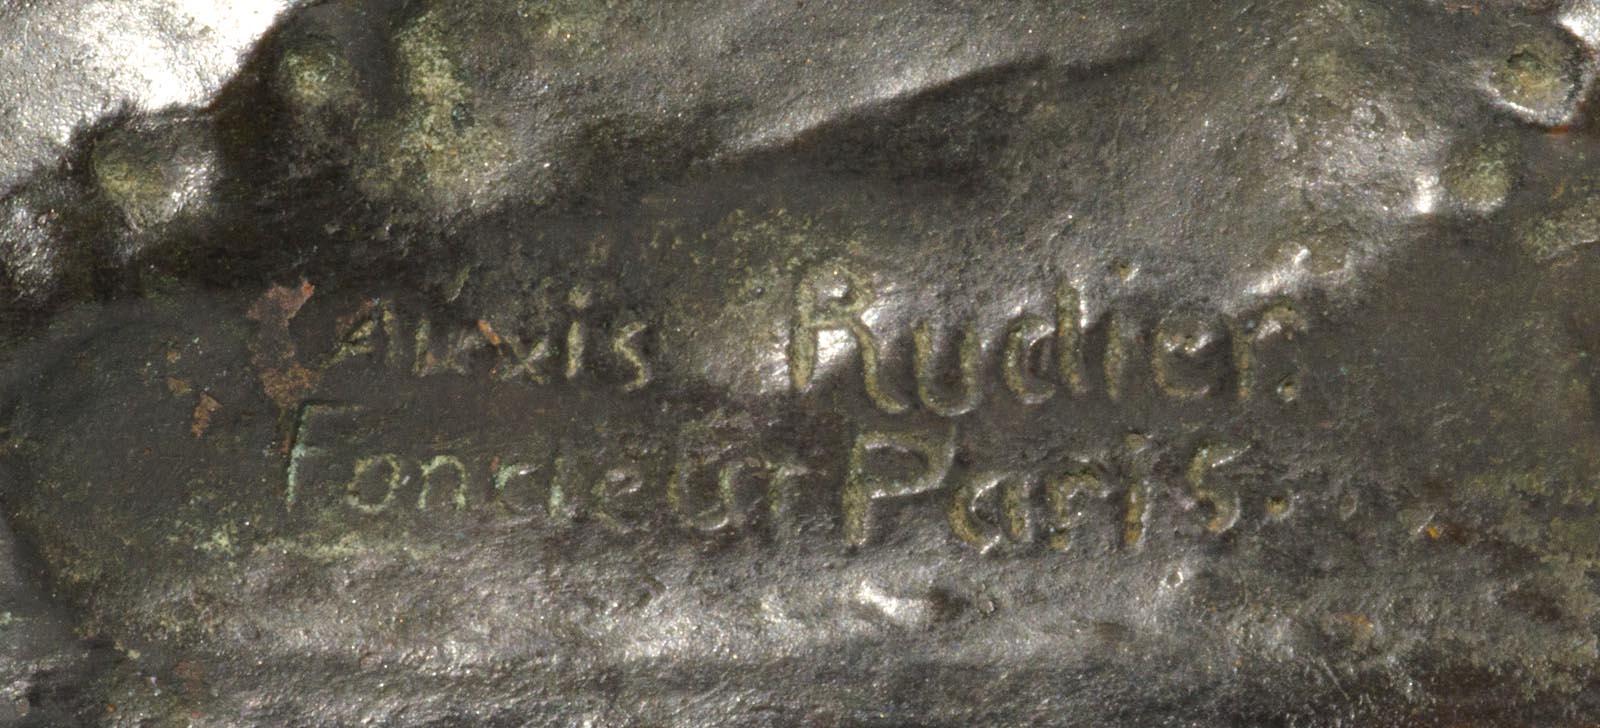 Alexis Rudier.
Fondeur Paris.